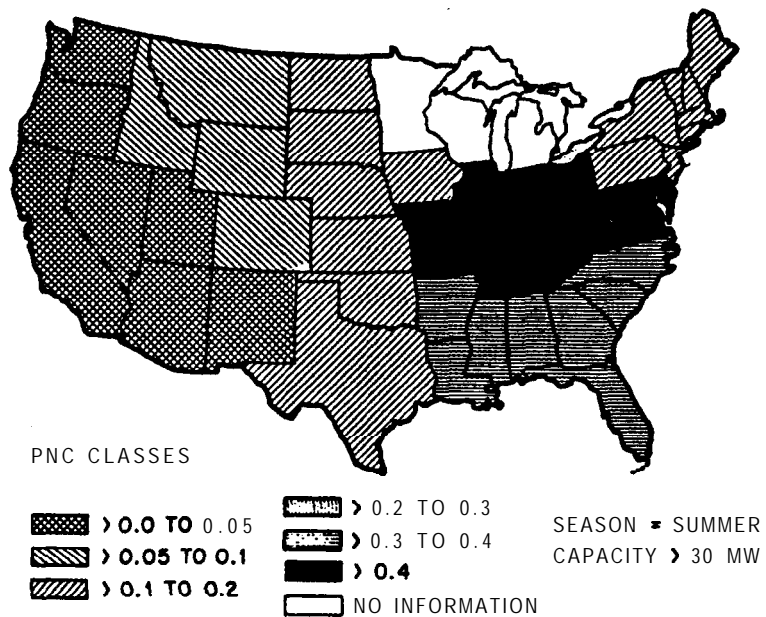 PNC CLASSES
> 0.0 TO 0.05
> 0.05 TO 0.1
> 0.1 TO 0.2
> 0.2 TO 0.3
> 0.3 TO 0.4
> 0.4
NO INFORMATION
SEASON = SUMMER
CAPACITY > 30 MW